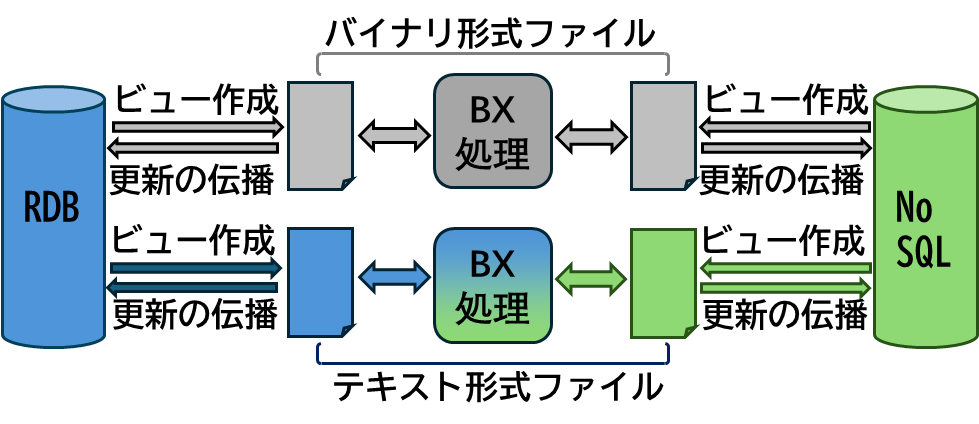 バイナリ形式ファイル
ビュー作成
更新の伝播
BX
処理
ビュー作成
更新の伝播
RDB
No
SQL
ビュー作成
更新の伝播
BX
処理
ビュー作成
更新の伝播
テキスト形式ファイル